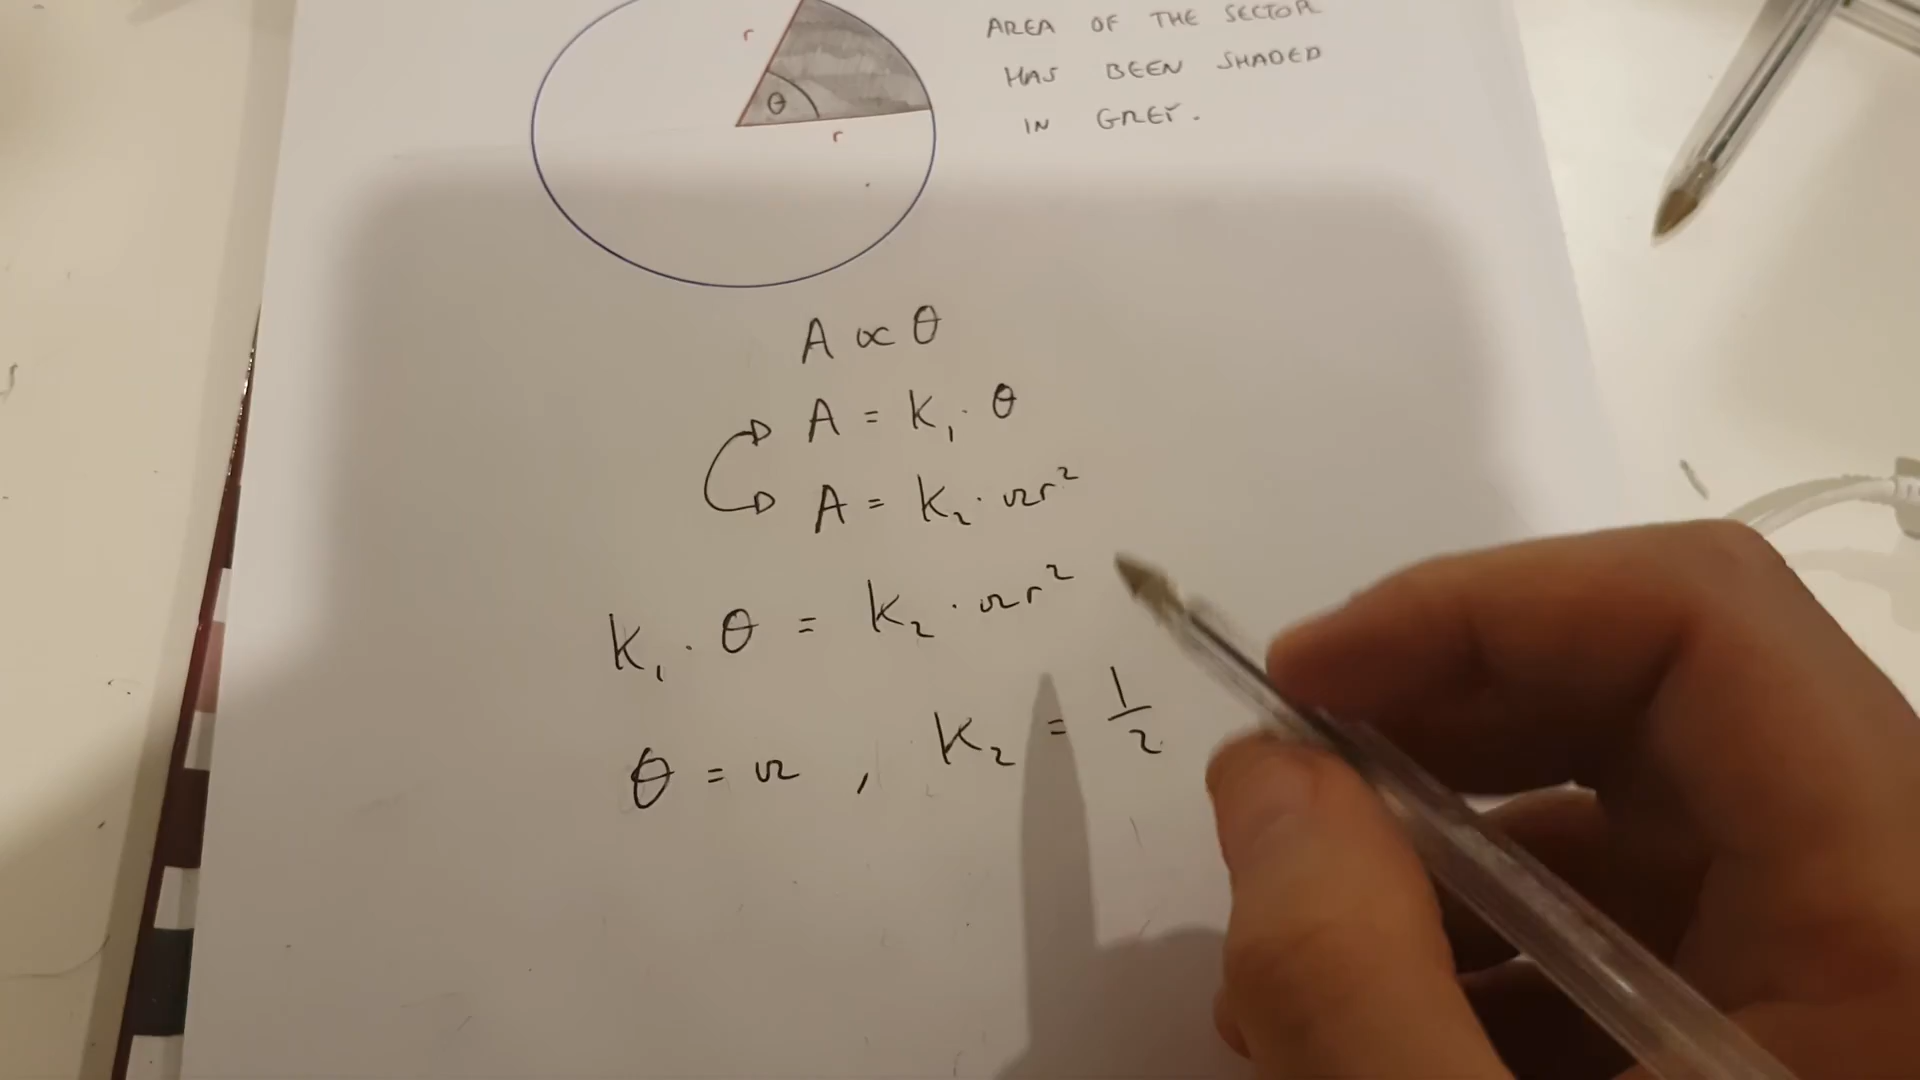 r
AREA OF THE SECTOR
HAS BEEN SHADED
IN GREY.
θ
r
A ∝ θ
A = K₁ · θ
A = K₂ · πr²
K₁ · θ = K₂ · πr²
θ = π , K₂ = 1/2